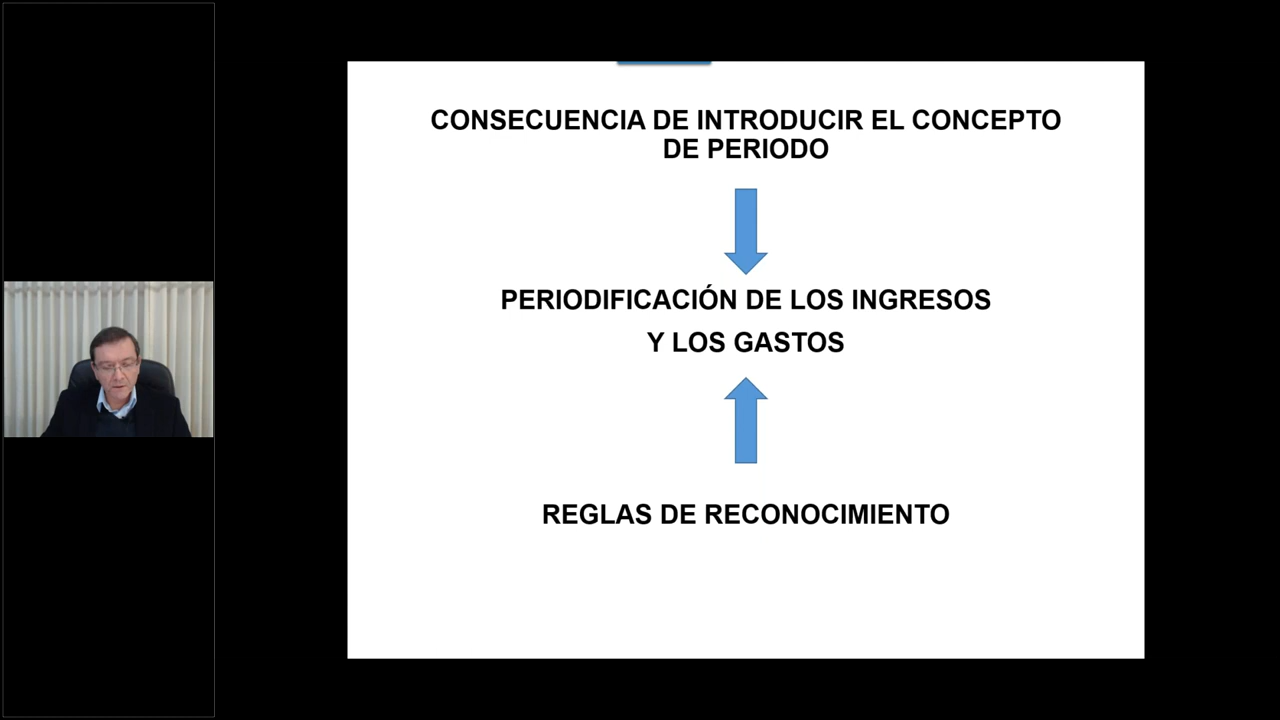 CONSECUENCIA DE INTRODUCIR EL CONCEPTO
DE PERIODO
PERIODIFICACIÓN DE LOS INGRESOS
Y LOS GASTOS
REGLAS DE RECONOCIMIENTO